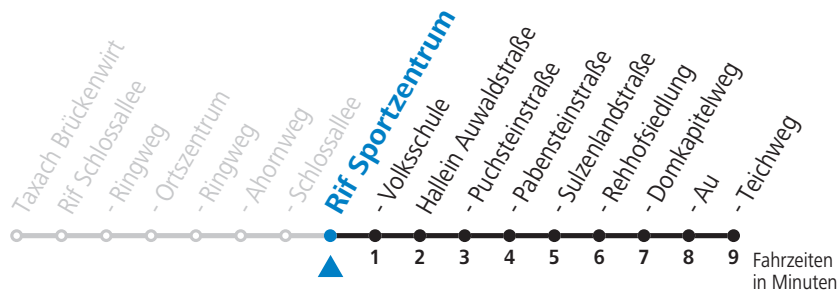 Taxach Brückenwirt
Rif Schlossallee
- Ringweg
- Ortszentrum
- Ringweg
- Ahornweg
- Schlossallee
Rif Sportzentrum
- Volksschule
Hallein Auwaldstraße
- Puchsteinstraße
- Pabensteinstraße
- Sulzenlandstraße
- Rehhofsiedlung
- Domkapitelweg
- Au
- Teichweg
1 2 3 4 5 6 7 8 9 Fahrzeiten
in Minuten